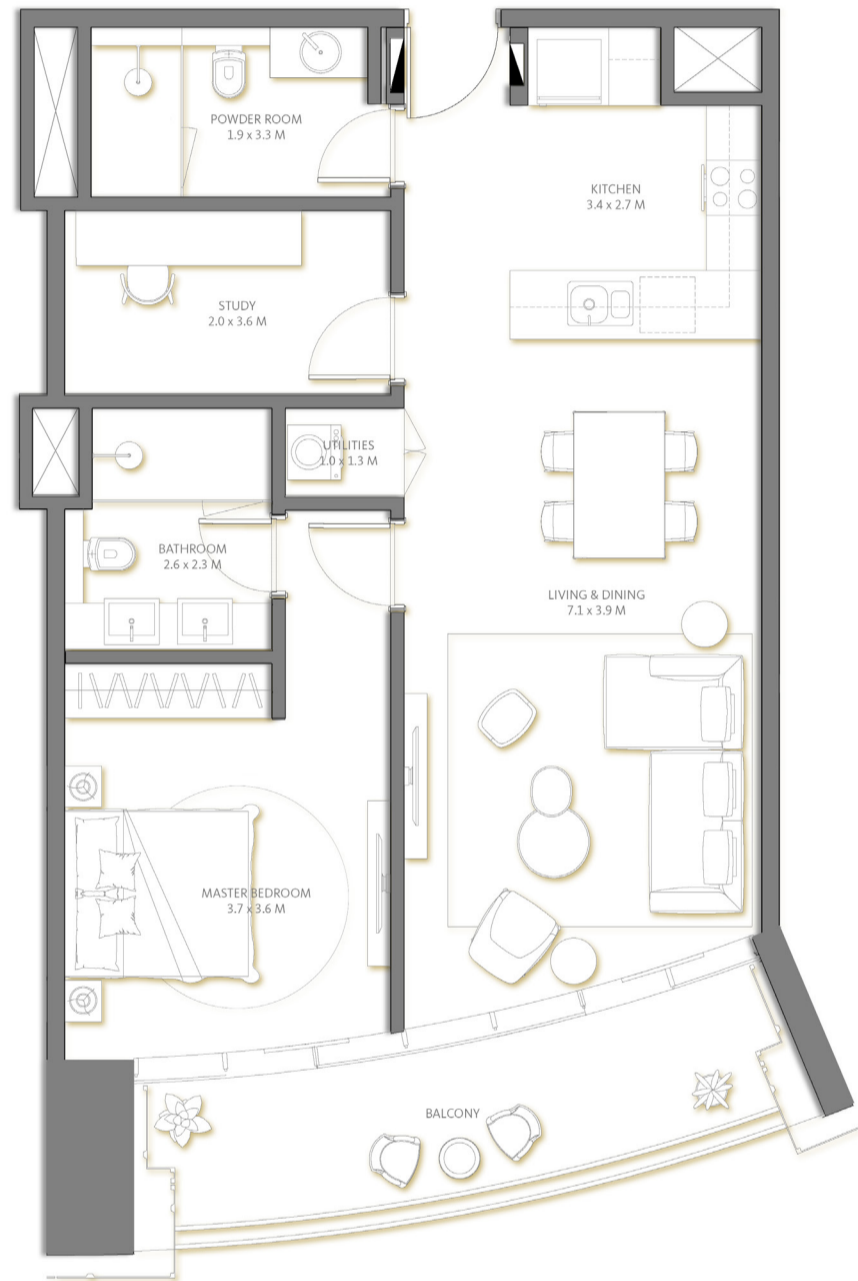 POWDER ROOM
1.9 x 3.3 M
KITCHEN
3.4 x 2.7 M
STUDY
2.0 x 3.6 M
UTILITIES
1.0 x 1.3 M
BATHROOM
2.6 x 2.3 M
LIVING & DINING
7.1 x 3.9 M
MASTER BEDROOM
3.7 x 3.6 M
BALCONY